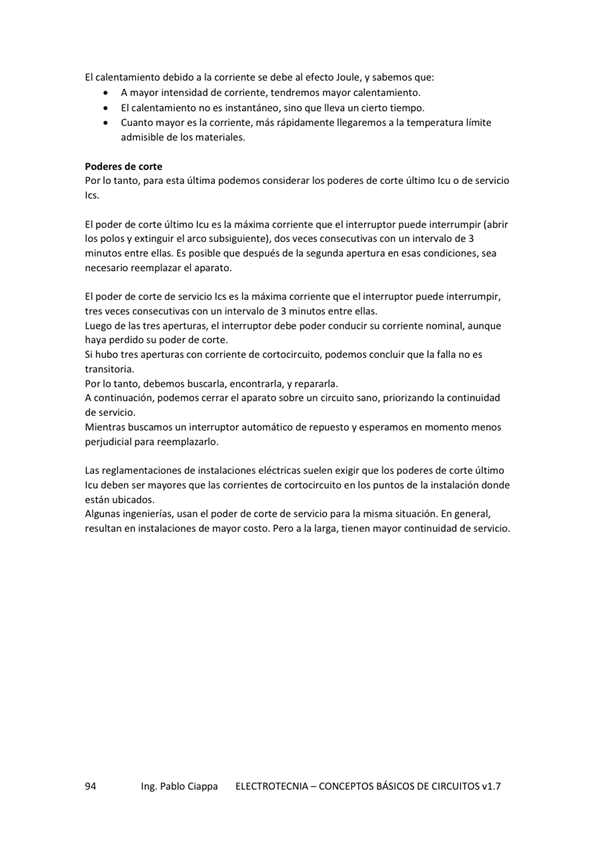 El calentamiento debido a la corriente se debe al efecto Joule, y sabemos que:
• A mayor intensidad de corriente, tendremos mayor calentamiento.
• El calentamiento no es instantáneo, sino que lleva un cierto tiempo.
• Cuanto mayor es la corriente, más rápidamente llegaremos a la temperatura límite
admisible de los materiales.
Poderes de corte
Por lo tanto, para esta última podemos considerar los poderes de corte último Icu o de servicio
Ics.
El poder de corte último Icu es la máxima corriente que el interruptor puede interrumpir (abrir
los polos y extinguir el arco subsiguiente), dos veces consecutivas con un intervalo de 3
minutos entre ellas. Es posible que después de la segunda apertura en esas condiciones, sea
necesario reemplazar el aparato.
El poder de corte de servicio Ics es la máxima corriente que el interruptor puede interrumpir,
tres veces consecutivas con un intervalo de 3 minutos entre ellas.
Luego de las tres aperturas, el interruptor debe poder conducir su corriente nominal, aunque
haya perdido su poder de corte.
Si hubo tres aperturas con corriente de cortocircuito, podemos concluir que la falla no es
transitoria.
Por lo tanto, debemos buscarla, encontrarla, y repararla.
A continuación, podemos cerrar el aparato sobre un circuito sano, priorizando la continuidad
de servicio.
Mientras buscamos un interruptor automático de repuesto y esperamos en momento menos
perjudicial para reemplazarlo.
Las reglamentaciones de instalaciones eléctricas suelen exigir que los poderes de corte último
Icu deben ser mayores que las corrientes de cortocircuito en los puntos de la instalación donde
están ubicados.
Algunas ingenierías, usan el poder de corte de servicio para la misma situación. En general,
resultan en instalaciones de mayor costo. Pero a la larga, tienen mayor continuidad de servicio.
94 Ing. Pablo Ciappa ELECTROTECNIA – CONCEPTOS BÁSICOS DE CIRCUITOS v1.7